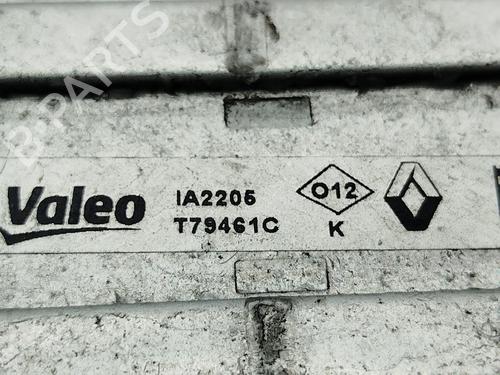 B-PARTS
Valeo
IA2205
T79461C
O12
K